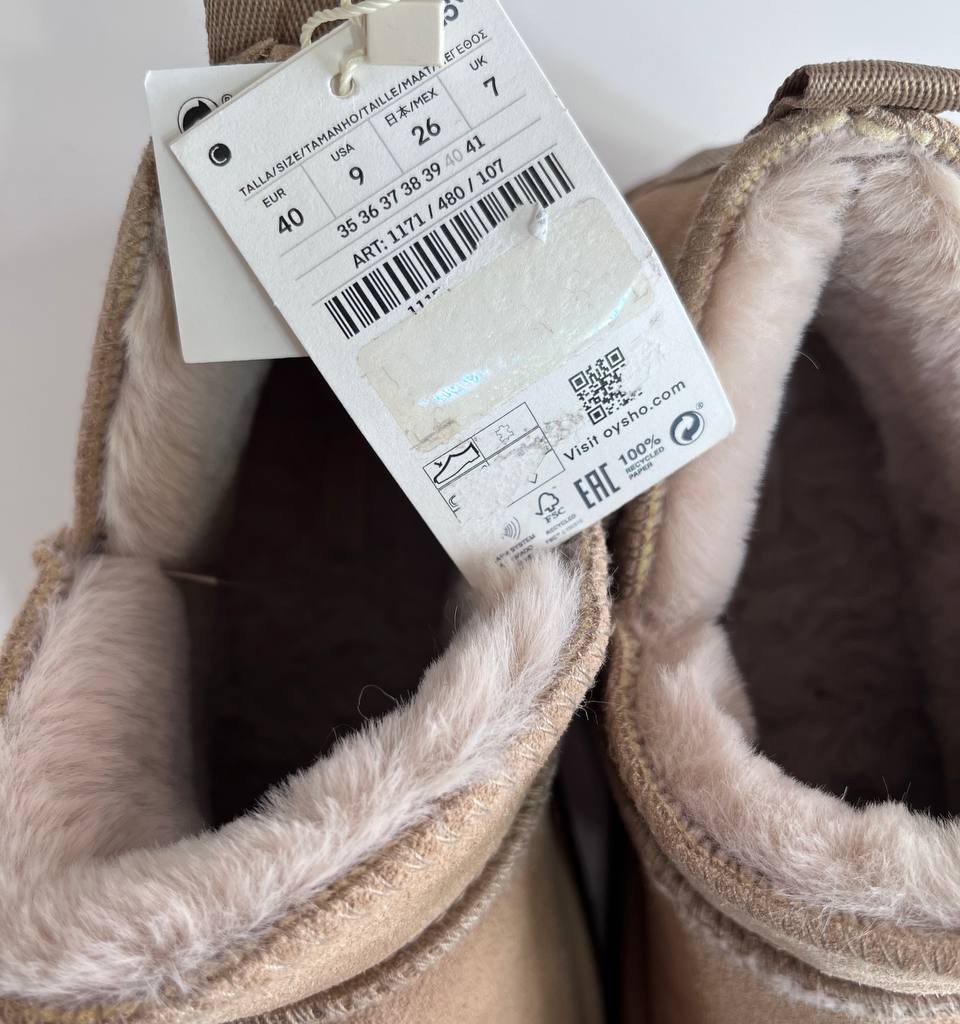 TALLA/SIZE/TAMANHO/TAILLE/MAAT/ΜΕΓΕΘΟΣ
EUR USA 日本/MEX UK
40 9 26 7
35 36 37 38 39 40 41
ART: 1171 / 480 / 107
Visit oysho.com
FSC
RECYCLED
EAC
100%
RECYCLED
PAPER
®
C
®